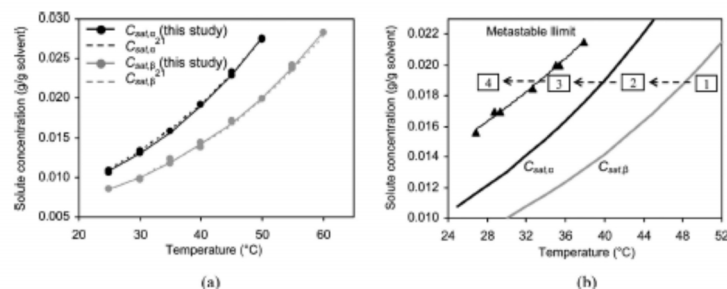 Solute concentration (g/g solvent)
0.030
0.025
0.020
0.015
0.010
0.005
Csat,α (this study)
Csat,α 21
Csat,β (this study)
Csat,β 21
20 30 40 50 60
Temperature (°C)
(a)
Solute concentration (g/g solvent)
0.022
0.020
0.018
0.016
0.014
0.012
0.010
Metastable llimit
4 3 2 1
Csat,α
Csat,β
24 28 32 36 40 44 48 52
Temperature (°C)
(b)